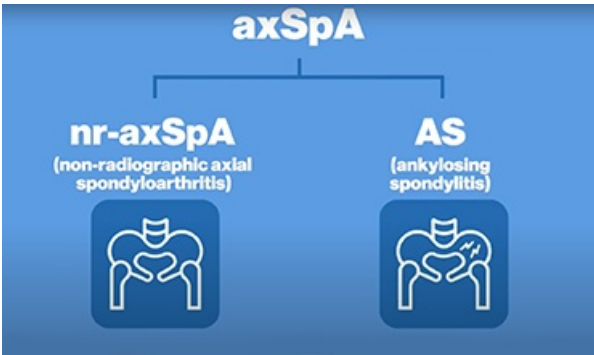 axSpA
nr-axSpA
(non-radiographic axial
spondyloarthritis)
AS
(ankylosing
spondylitis)